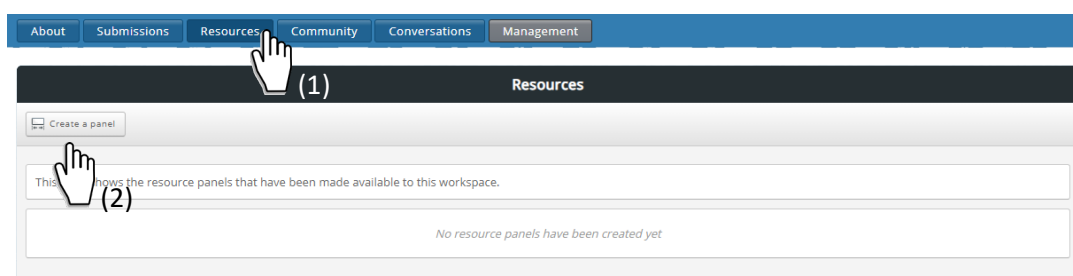 About Submissions Resources Community Conversations Management
(1)
Resources
Create a panel
(2)
This hows the resource panels that have been made available to this workspace.
No resource panels have been created yet